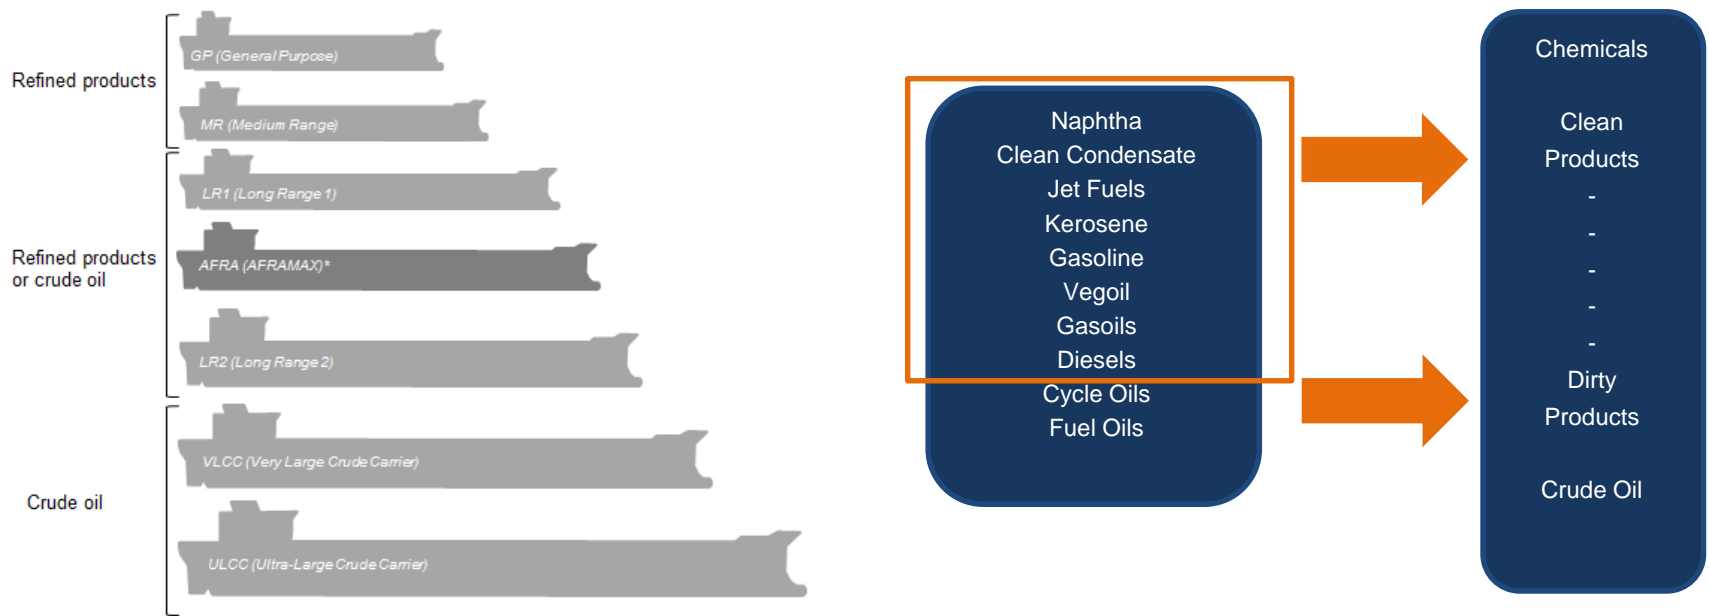 Refined products
GP (General Purpose)
MR (Medium Range)
Refined products
or crude oil
LR1 (Long Range 1)
AFRA (AFRAMAX)*
LR2 (Long Range 2)
Crude oil
VLCC (Very Large Crude Carrier)
ULCC (Ultra-Large Crude Carrier)
Naphtha
Clean Condensate
Jet Fuels
Kerosene
Gasoline
Vegoil
Gasoils
Diesels
Cycle Oils
Fuel Oils
Chemicals
Clean
Products
-
-
-
-
-
Dirty
Products
Crude Oil